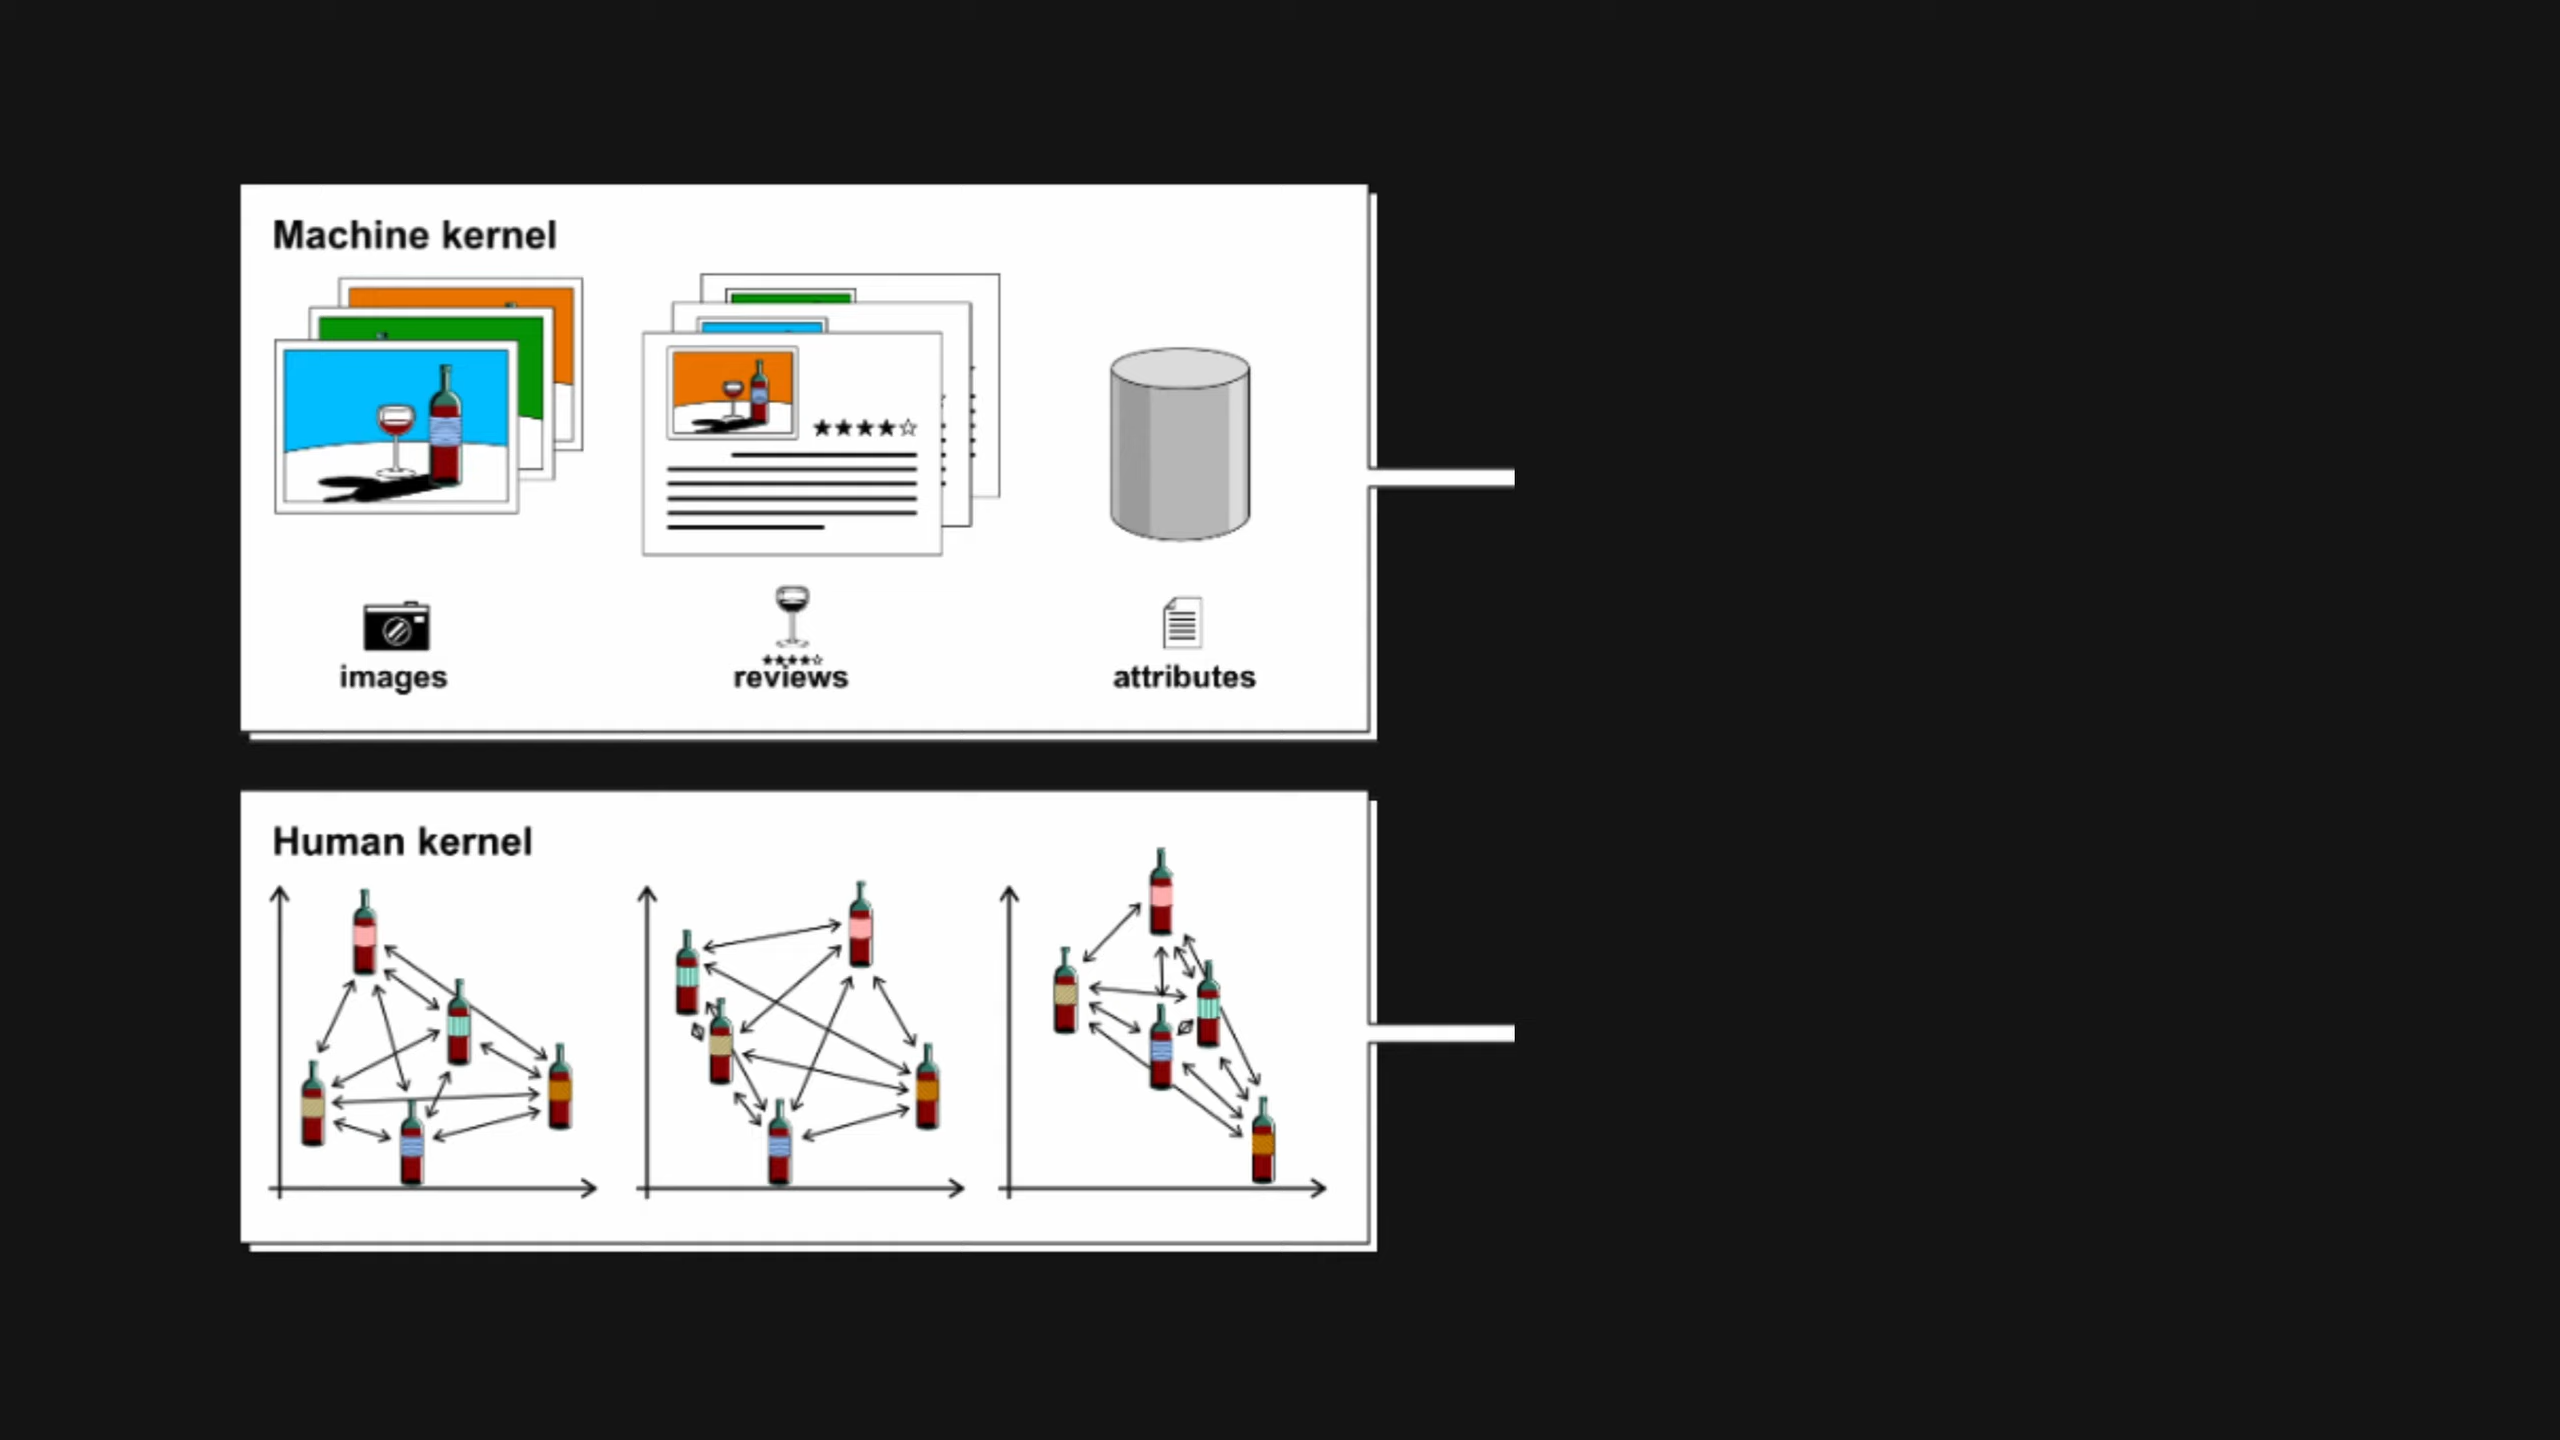 Machine kernel
images
reviews
attributes
Human kernel